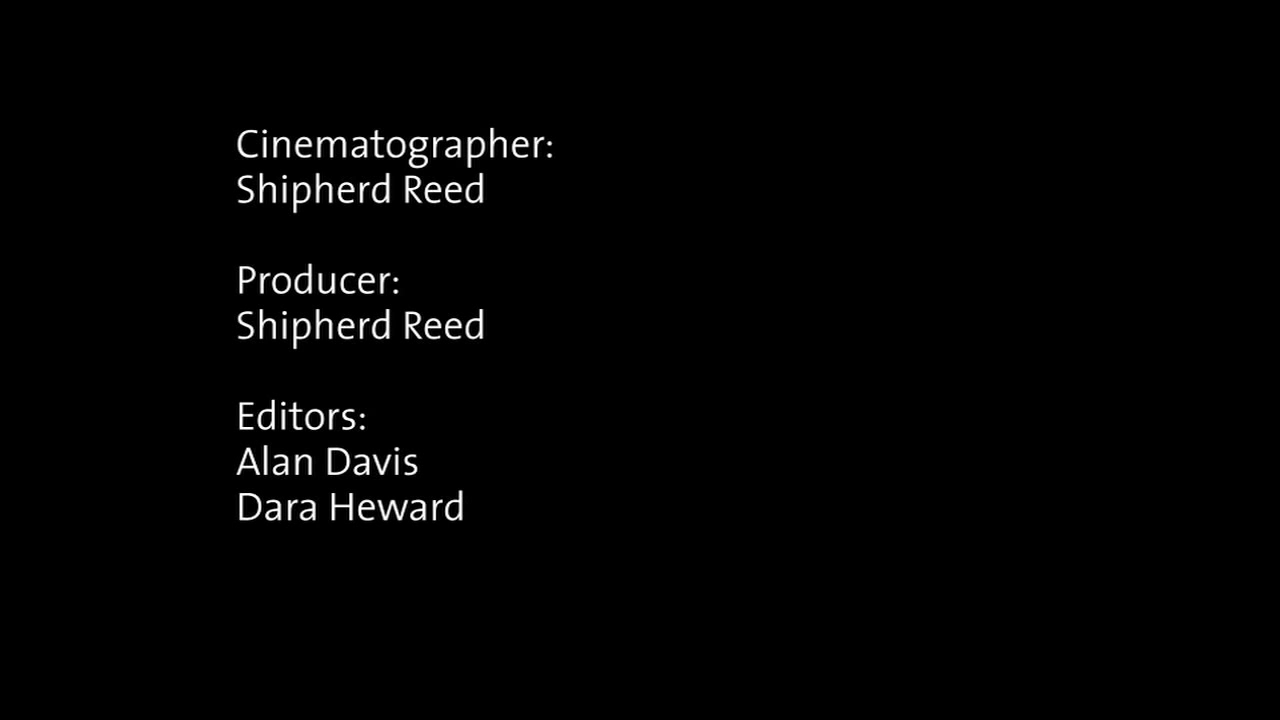 Cinematographer:
Shipherd Reed
Producer:
Shipherd Reed
Editors:
Alan Davis
Dara Heward